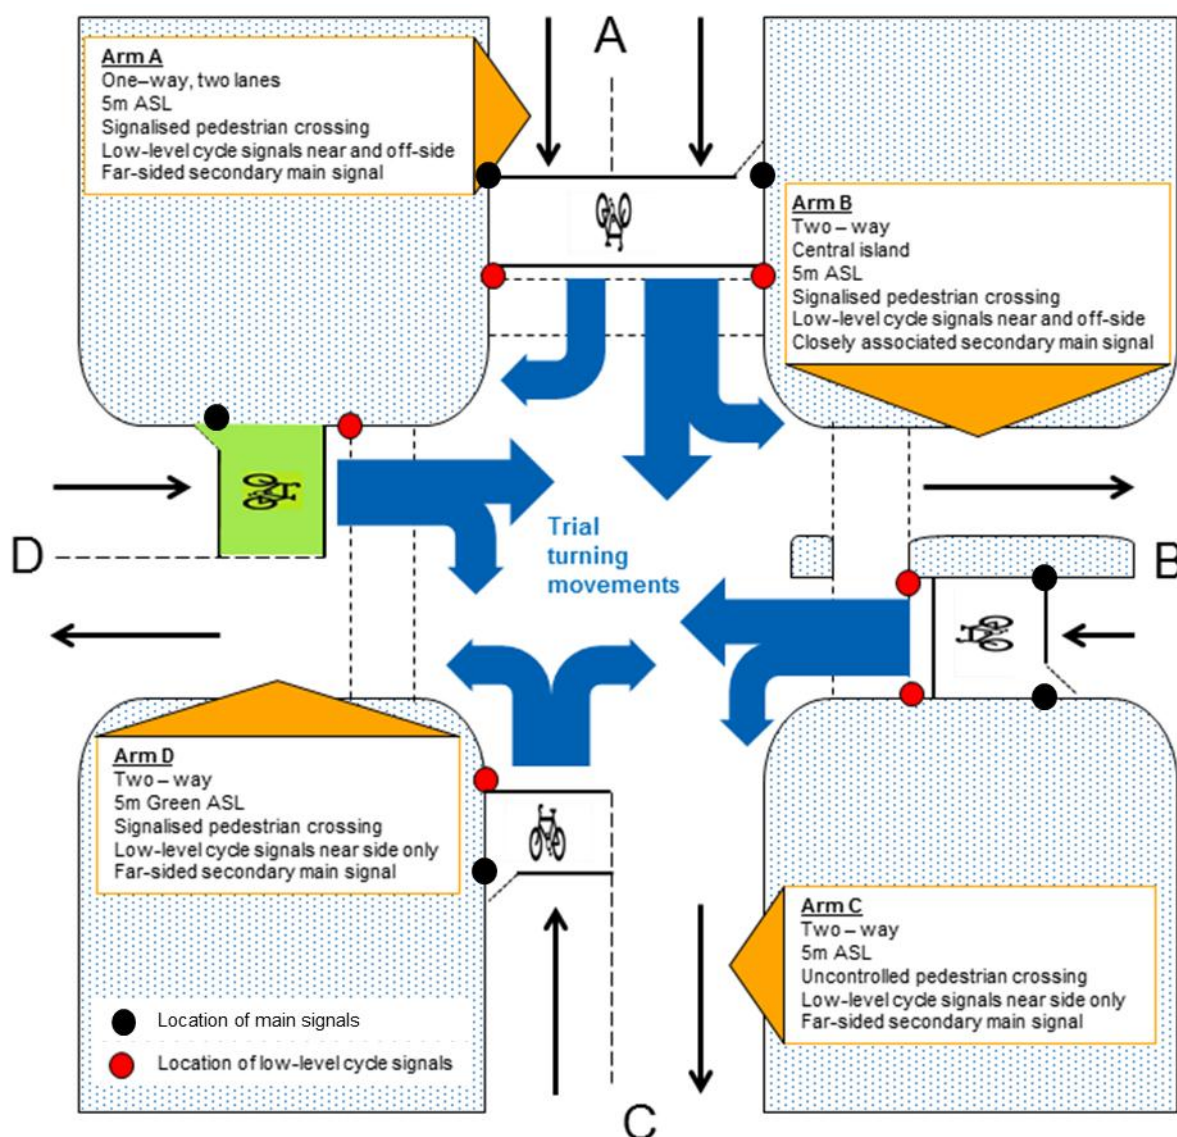 A
Arm A
One–way, two lanes
5m ASL
Signalised pedestrian crossing
Low-level cycle signals near and off-side
Far-sided secondary main signal
Arm B
Two – way
Central island
5m ASL
Signalised pedestrian crossing
Low-level cycle signals near and off-side
Closely associated secondary main signal
Trial
turning
movements
D
B
Arm D
Two – way
5m Green ASL
Signalised pedestrian crossing
Low-level cycle signals near side only
Far-sided secondary main signal
Arm C
Two – way
5m ASL
Uncontrolled pedestrian crossing
Low-level cycle signals near side only
Far-sided secondary main signal
Location of main signals
Location of low-level cycle signals
C